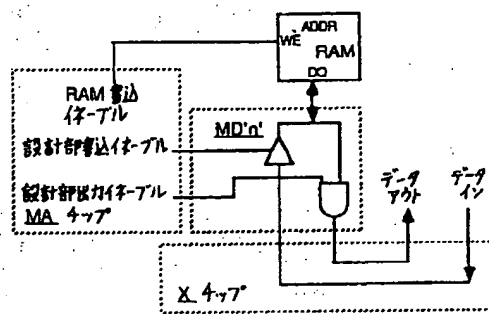 ADDR
WE
RAM
DO
RAM 書込
イネーブル
MD'n'
設計部書込イネーブル
設計部出力イネーブル
MA チップ
データ
アウト
データ
イン
X チップ